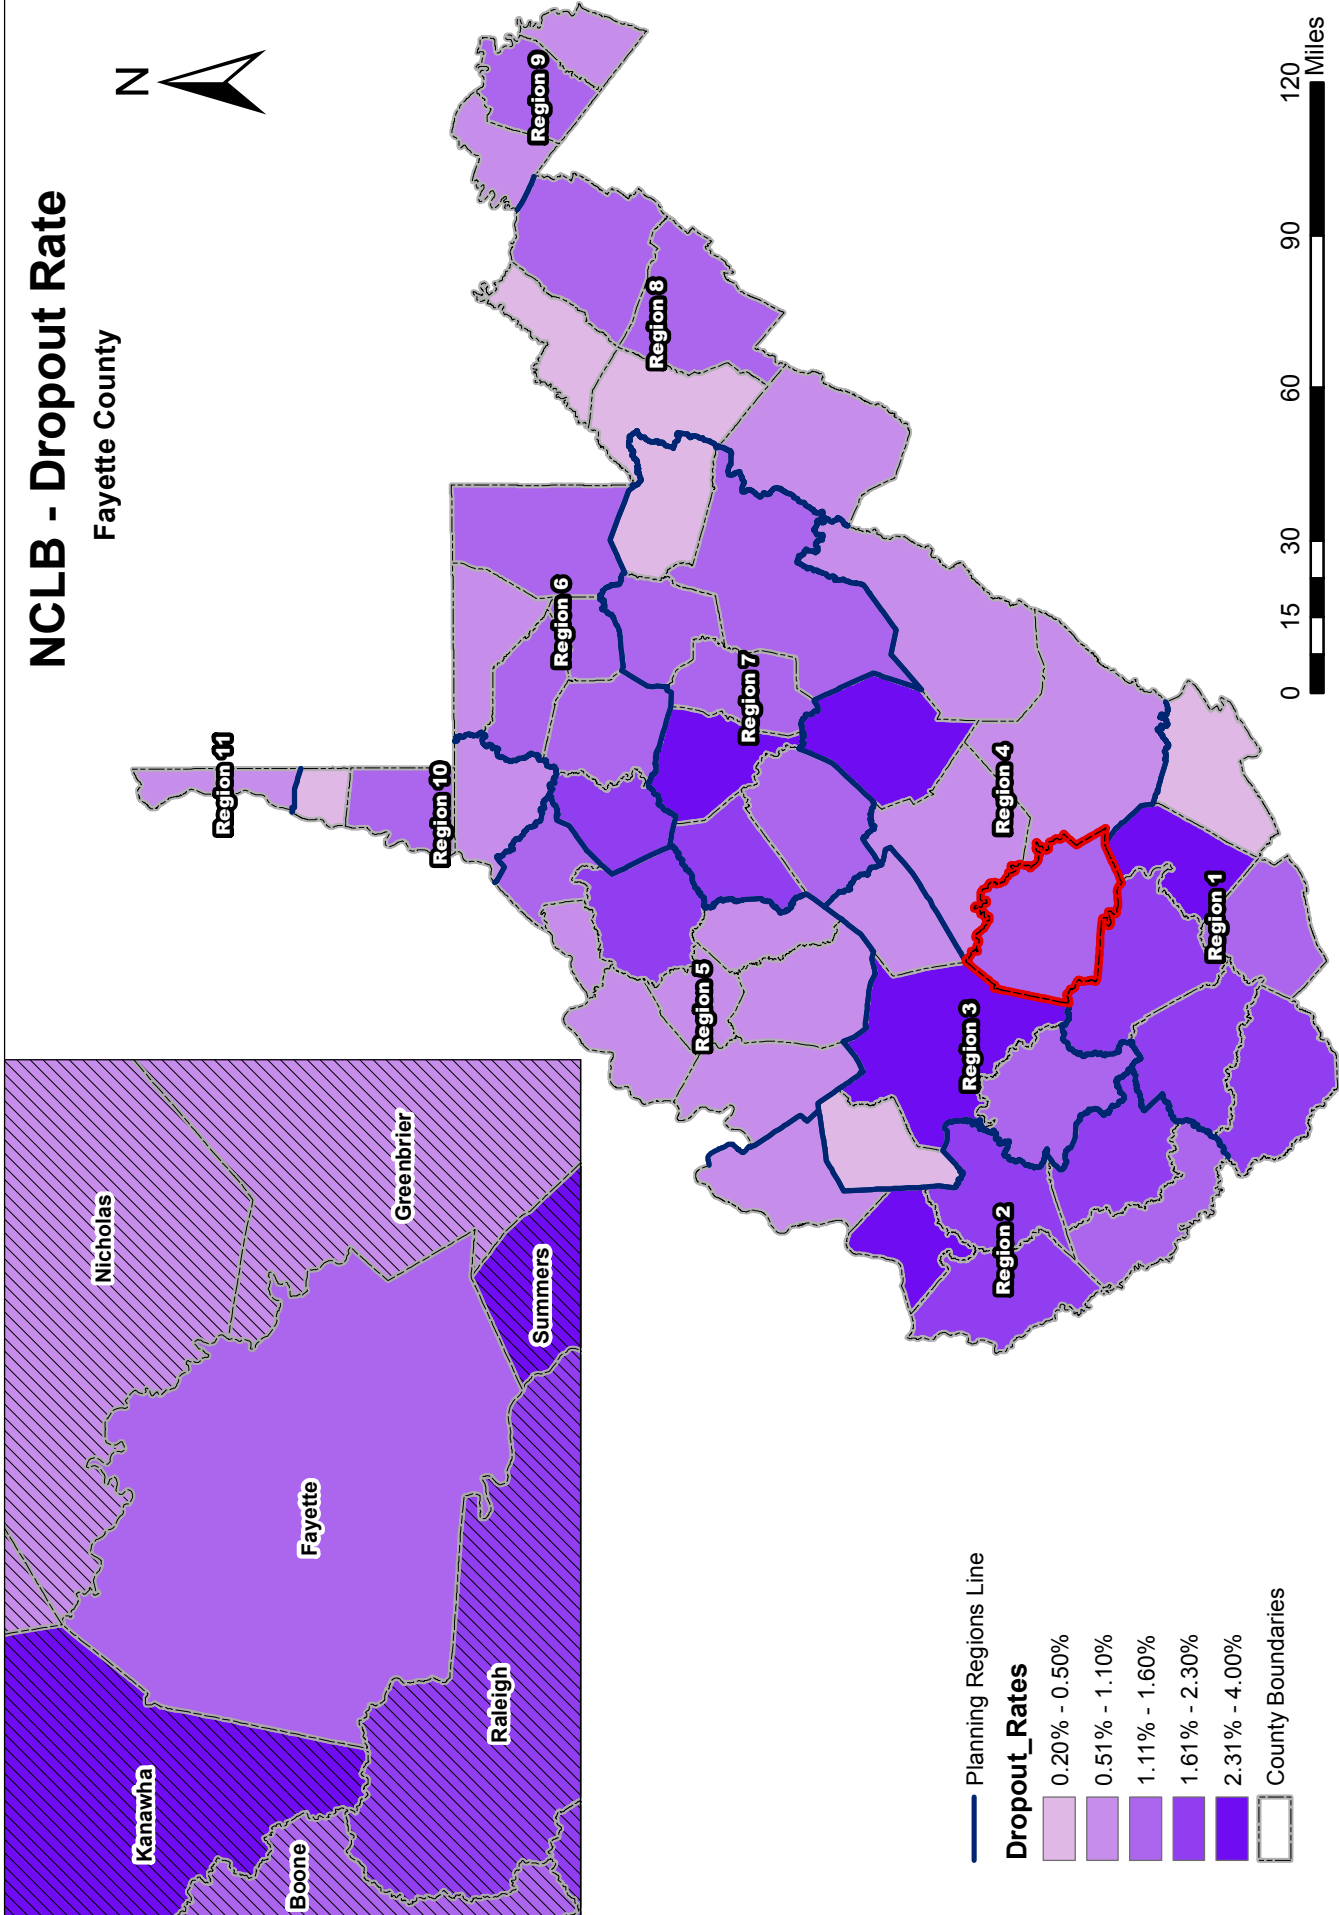 NCLB - Dropout Rate
Fayette County
N
Nicholas
Greenbrier
Kanawha
Fayette
Boone
Summers
Raleigh
Region 11
Region 10
Region 6
Region 9
Region 8
Region 7
Region 5
Region 4
Region 3
Region 2
Region 1
Planning Regions Line
Dropout_Rates
0.20% - 0.50%
0.51% - 1.10%
1.11% - 1.60%
1.61% - 2.30%
2.31% - 4.00%
County Boundaries
0 15 30 60 90 120
Miles